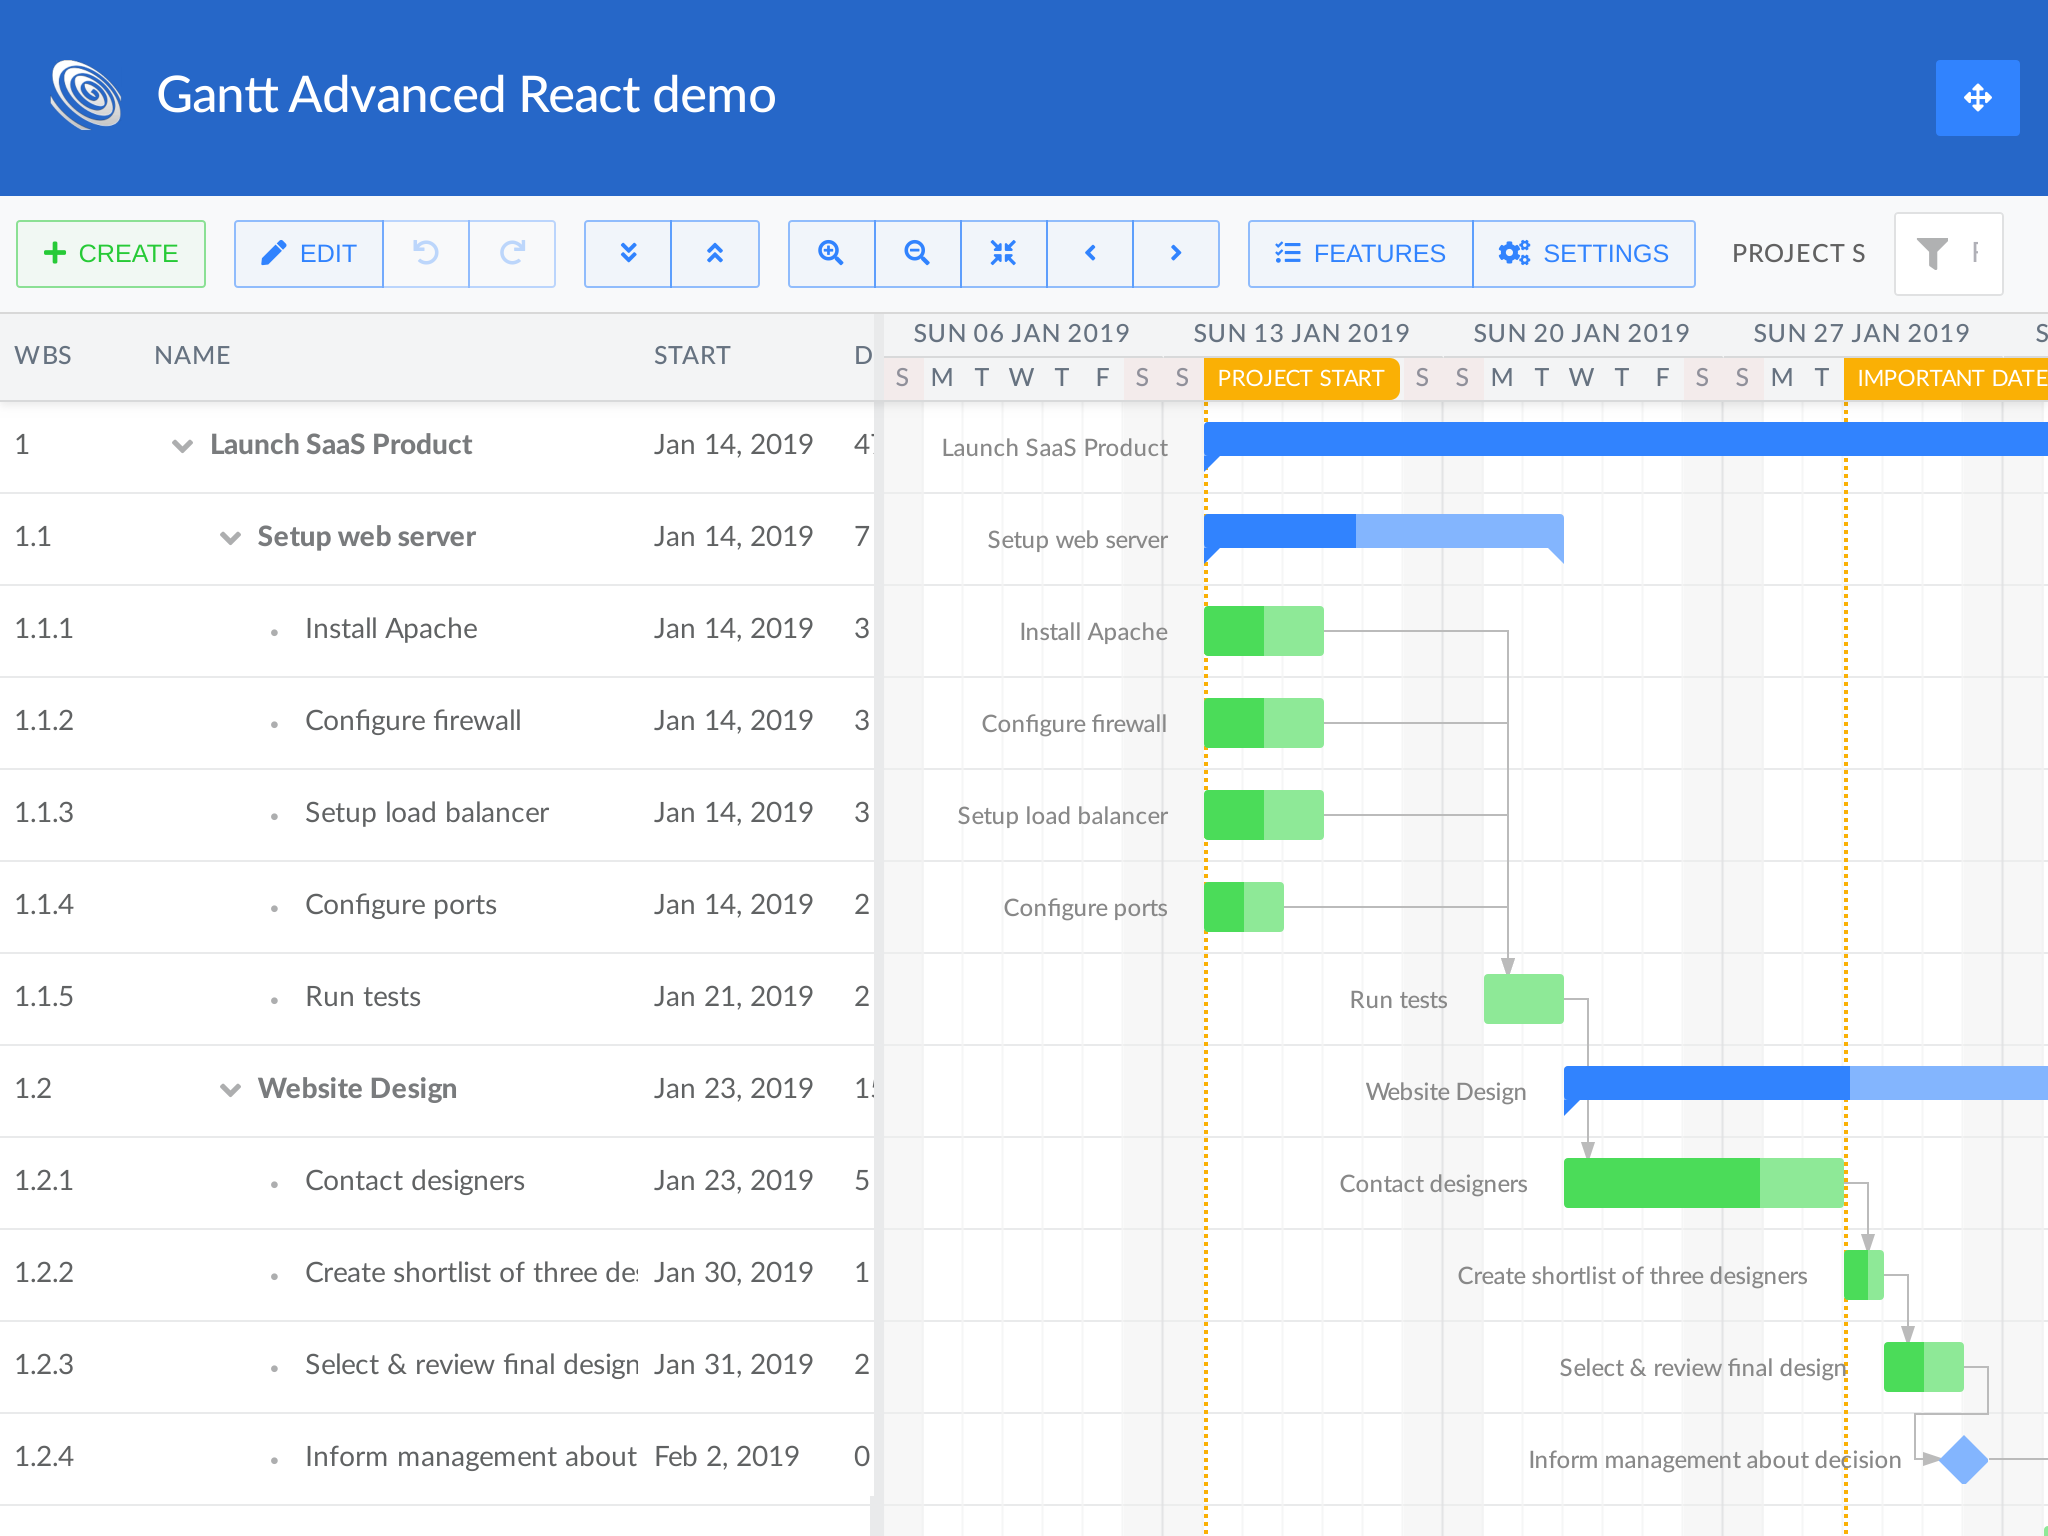 Gantt Advanced React demo
CREATE EDIT FEATURES SETTINGS PROJECT S
WBS NAME START D
SUN 06 JAN 2019 SUN 13 JAN 2019 SUN 20 JAN 2019 SUN 27 JAN 2019 S
S M T W T F S S PROJECT START S S M T W T F S S M T IMPORTANT DATE
1 Launch SaaS Product Jan 14, 2019 47 Launch SaaS Product
1.1 Setup web server Jan 14, 2019 7 Setup web server
1.1.1 Install Apache Jan 14, 2019 3 Install Apache
1.1.2 Configure firewall Jan 14, 2019 3 Configure firewall
1.1.3 Setup load balancer Jan 14, 2019 3 Setup load balancer
1.1.4 Configure ports Jan 14, 2019 2 Configure ports
1.1.5 Run tests Jan 21, 2019 2 Run tests
1.2 Website Design Jan 23, 2019 15 Website Design
1.2.1 Contact designers Jan 23, 2019 5 Contact designers
1.2.2 Create shortlist of three des Jan 30, 2019 1 Create shortlist of three designers
1.2.3 Select & review final design Jan 31, 2019 2 Select & review final design
1.2.4 Inform management about Feb 2, 2019 0 Inform management about decision